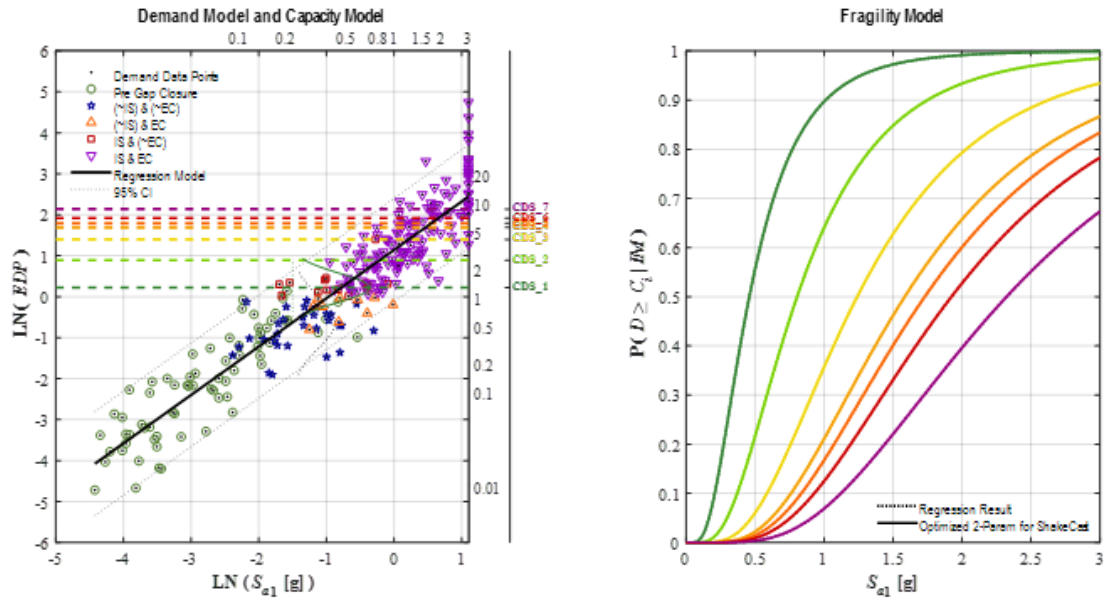 Demand Model and Capacity Model
0.1 0.2 0.5 0.8 1 1.5 2 3
6
5
4
3
2
1
0
-1
-2
-3
-4
-5
-6
LN(EDP)
Demand Data Points
Pre Gap Closure
(~IS) & (~EC)
(~IS) & EC
IS & (~EC)
IS & EC
Regression Model
95% CI
20
10
5
2
1
0.5
0.2
0.1
0.01
CDS_7
CDS_3
CDS_2
CDS_1
-5 -4 -3 -2 -1 0 1
LN (Sa1 [g])
Fragility Model
1
0.9
0.8
0.7
0.6
0.5
0.4
0.3
0.2
0.1
0
P(D ≥ Ci | IM)
Regression Result
Optimized 2-Param for ShakeCast
0 0.5 1 1.5 2 2.5 3
Sa1 [g]